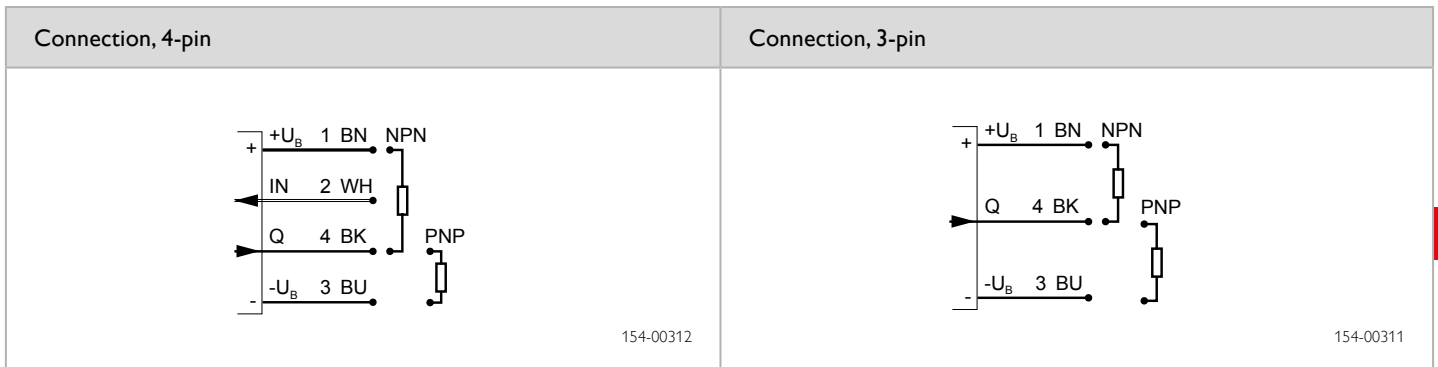 Connection, 4-pin
+U_B 1 BN NPN
+
IN 2 WH
Q 4 BK PNP
-U_B 3 BU
-
154-00312
Connection, 3-pin
+U_B 1 BN NPN
+
Q 4 BK PNP
-U_B 3 BU
-
154-00311